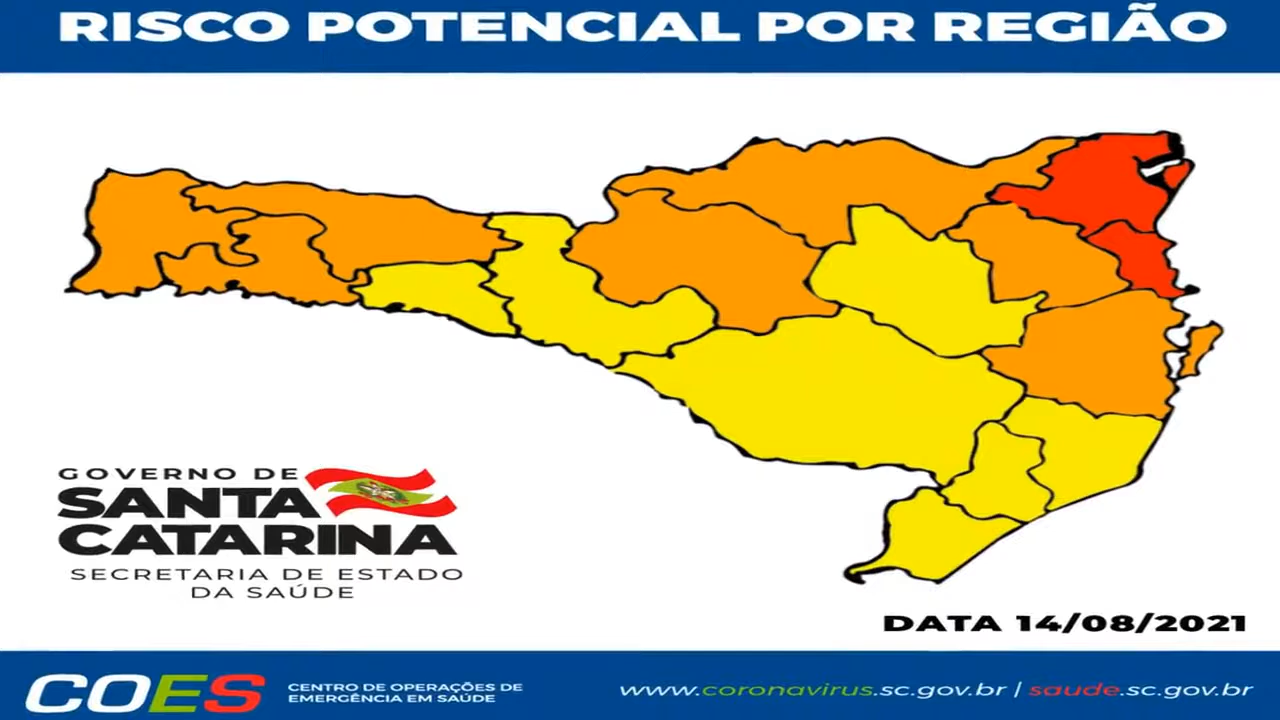 RISCO POTENCIAL POR REGIÃO
GOVERNO DE
SANTA
CATARINA
SECRETARIA DE ESTADO
DA SAÚDE
DATA 14/08/2021
COES
CENTRO DE OPERAÇÕES DE
EMERGÊNCIA EM SAÚDE
www.coronavirus.sc.gov.br | saude.sc.gov.br